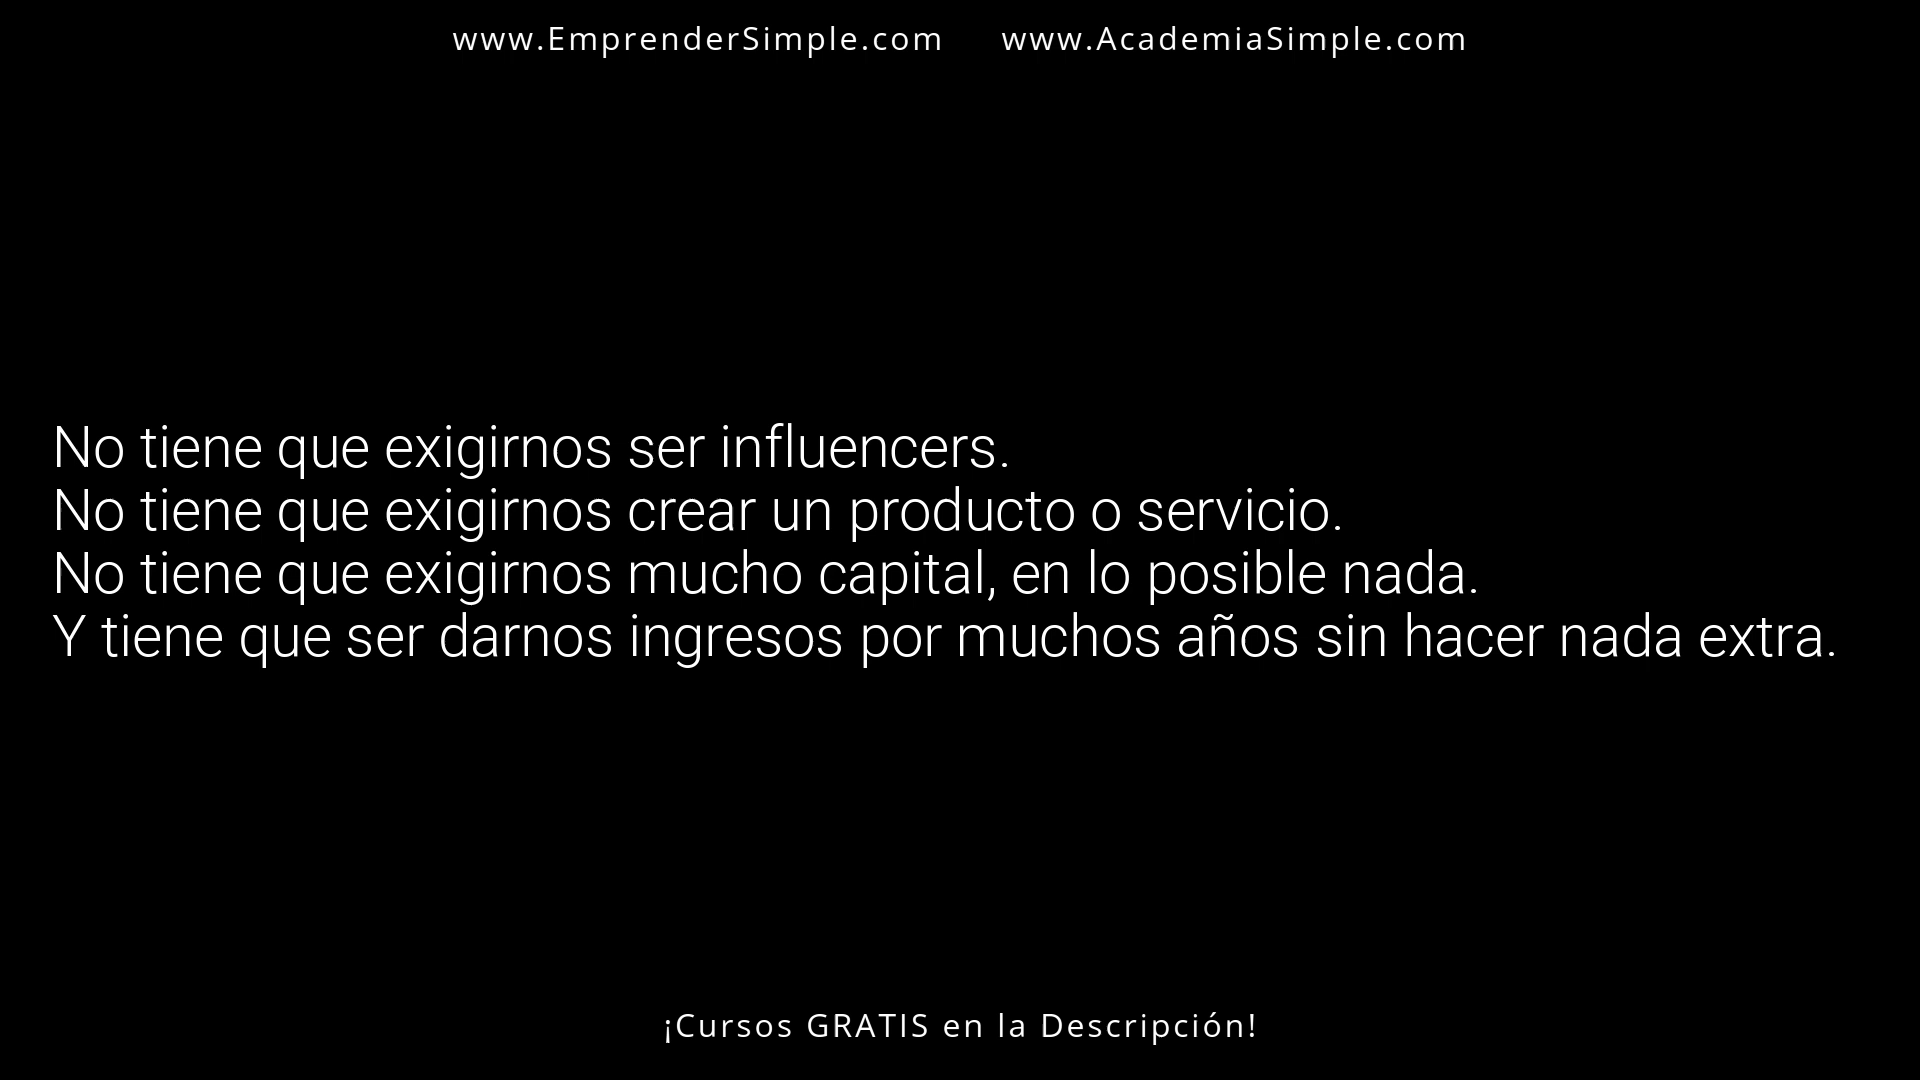 www.EmprenderSimple.com www.AcademiaSimple.com
No tiene que exigirnos ser influencers.
No tiene que exigirnos crear un producto o servicio.
No tiene que exigirnos mucho capital, en lo posible nada.
Y tiene que ser darnos ingresos por muchos años sin hacer nada extra.
¡Cursos GRATIS en la Descripción!